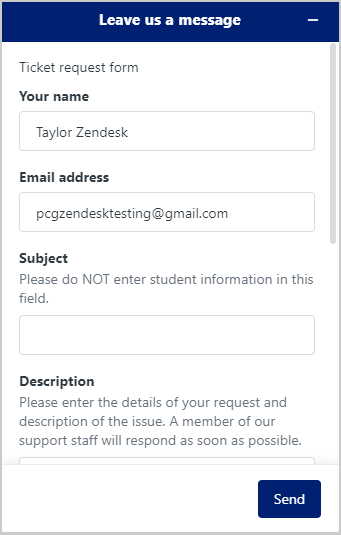 Leave us a message
Ticket request form
Your name
Taylor Zendesk
Email address
pcgzendesktesting@gmail.com
Subject
Please do NOT enter student information in this
field.
Description
Please enter the details of your request and
description of the issue. A member of our
support staff will respond as soon as possible.
Send